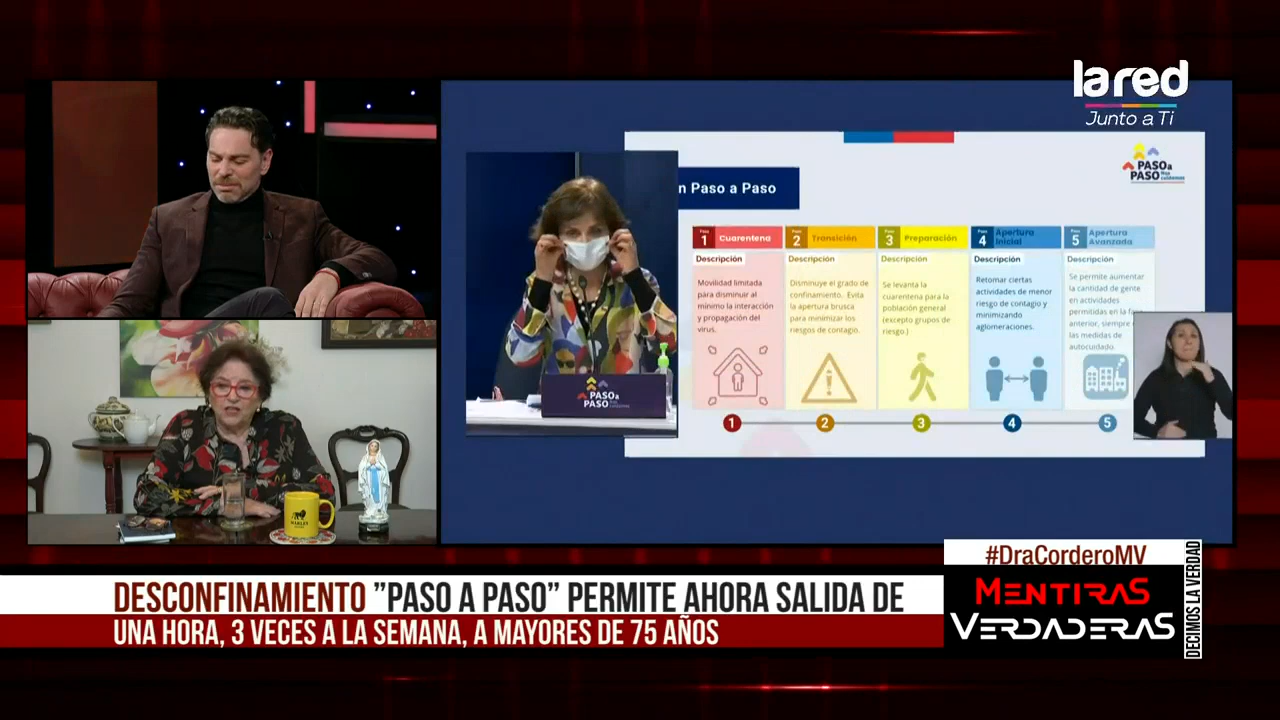 la red
Junto a Ti
PASO a
PASO
n Paso a Paso
Paso
1 Cuarentena
Descripción
Movilidad limitada
para disminuir al
mínimo la interacción
y propagación del
virus.
Paso
2 Transición
Descripción
Disminuye el grado de
confinamiento. Evita
la apertura brusca
para minimizar los
riesgos de contagio.
Paso
3 Preparación
Descripción
Se levanta la
cuarentena para la
población general
(excepto grupos de
riesgo.)
Paso
4 Apertura
Inicial
Descripción
Retomar ciertas
actividades de menor
riesgo de contagio y
minimizando
aglomeraciones.
Paso
5 Apertura
Avanzada
Descripción
Se permite aumentar
la cantidad de gente
en actividades
permitidas en la
anterior, siempre
las medidas de
autocuidado.
1
2
3
4
5
PASO a
PASO
#DraCorderoMV
MENTIRAS
VERDADERAS
DECIMOS LA VERDAD
DESCONFINAMIENTO "PASO A PASO" PERMITE AHORA SALIDA DE
UNA HORA, 3 VECES A LA SEMANA, A MAYORES DE 75 AÑOS